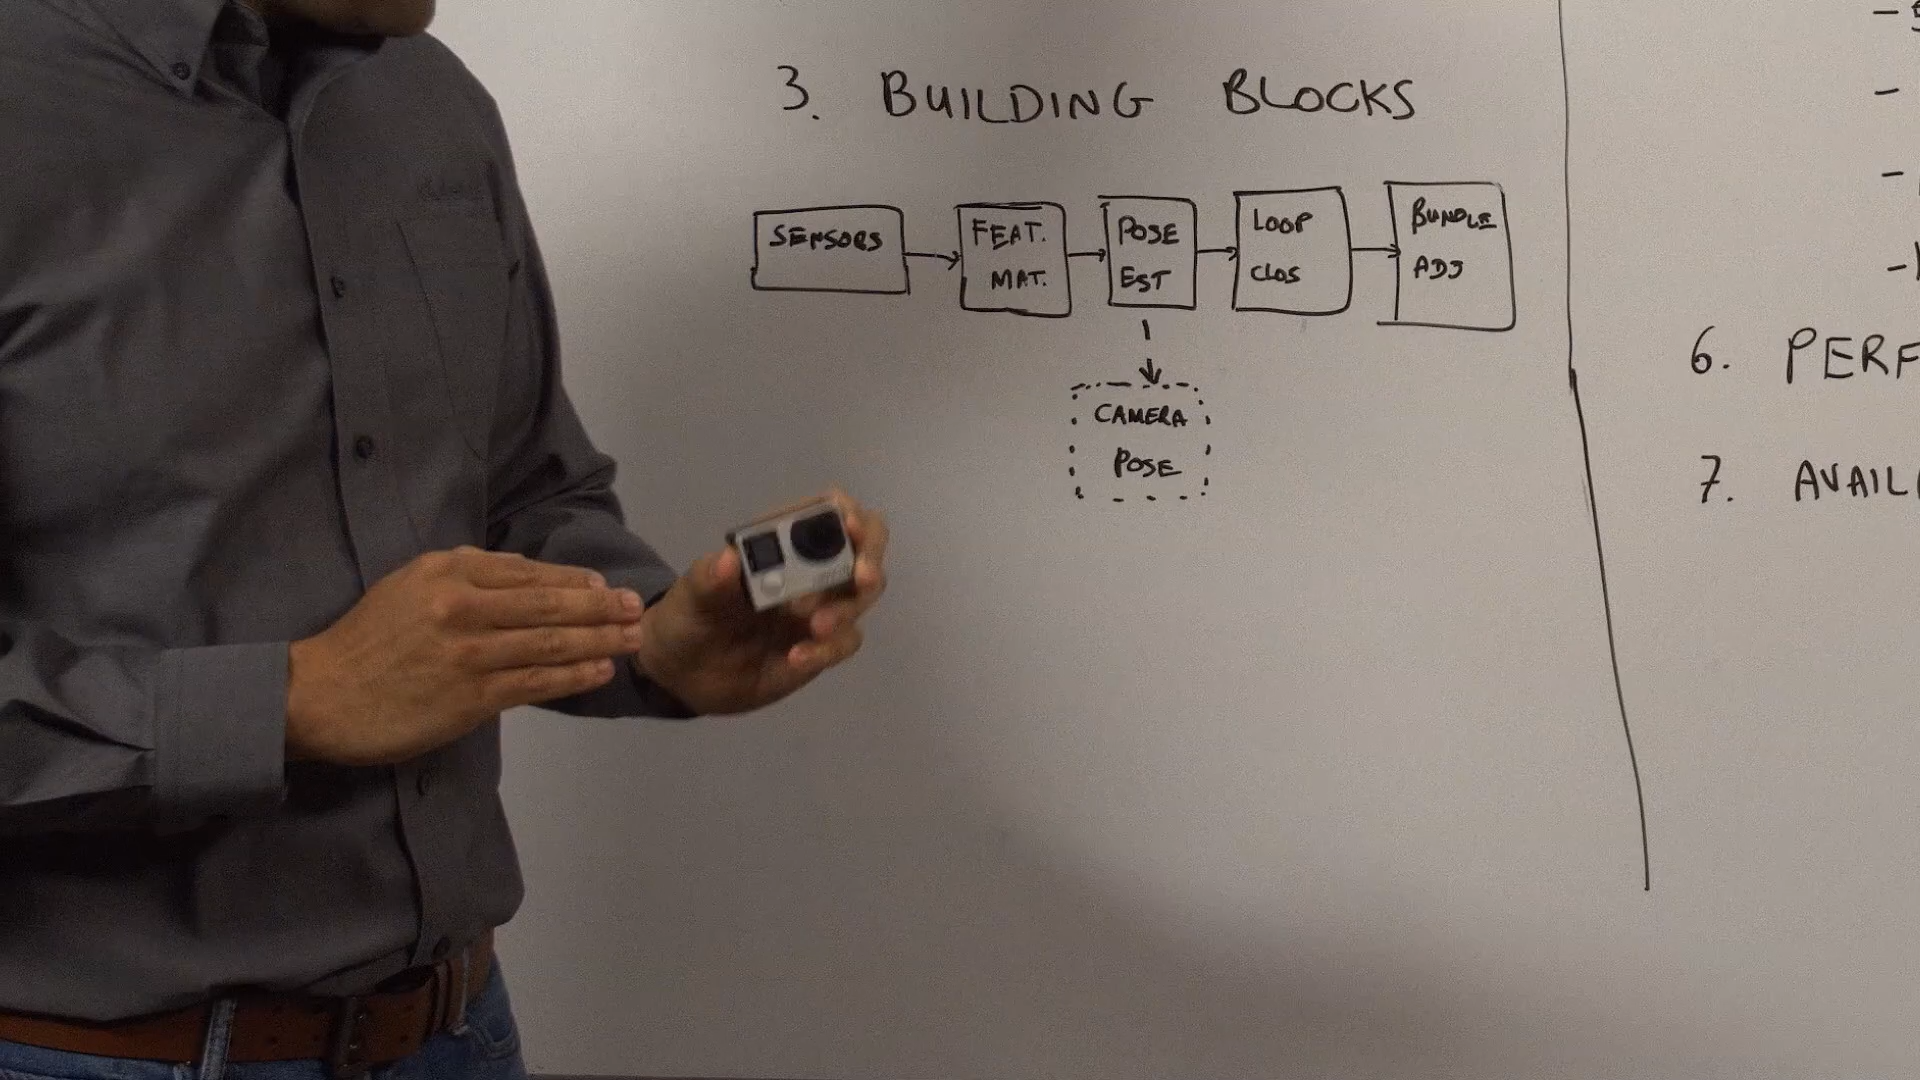 3. BUILDING BLOCKS
SENSORS
FEAT.
MAT.
POSE
EST
LOOP
CLOS
BUNDLE
ADJ
CAMERA
POSE
6. PERF
7. AVAIL